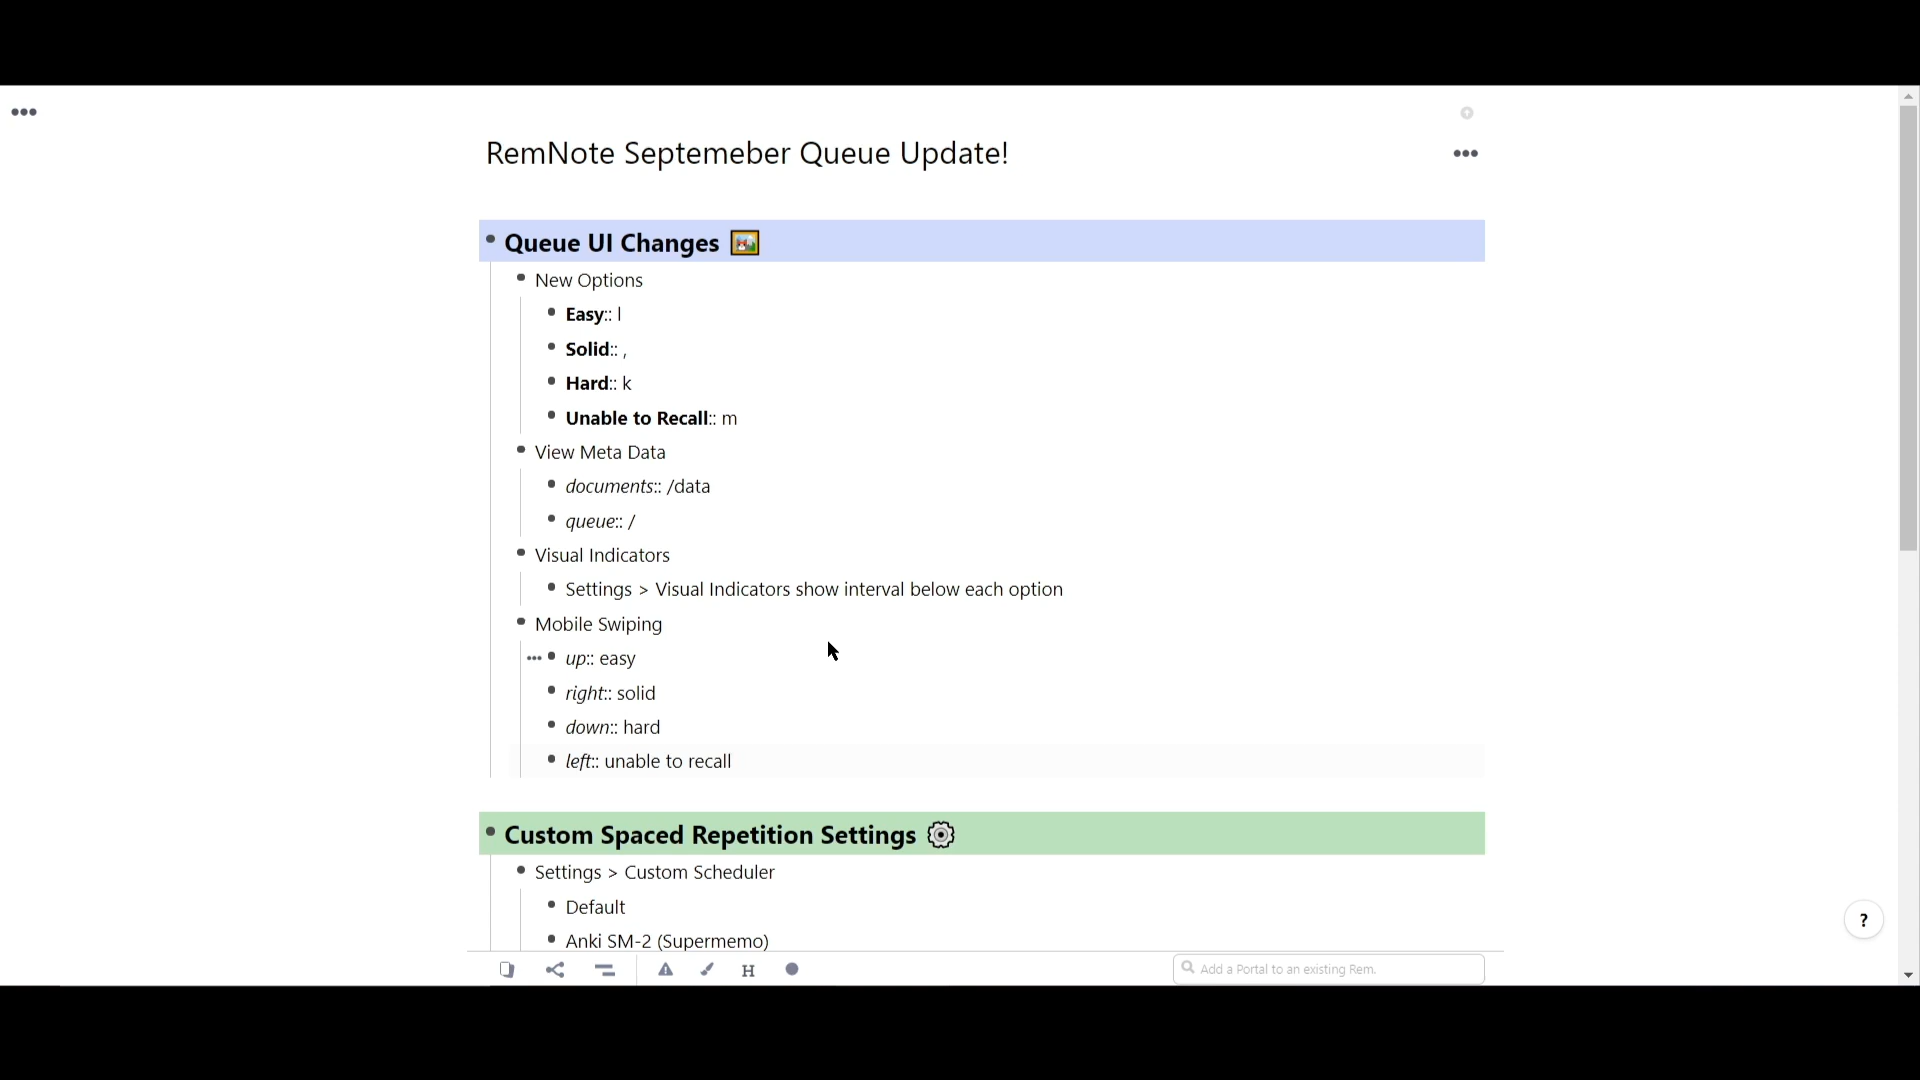 RemNote Septemeber Queue Update!
Queue UI Changes
New Options
Easy:: l
Solid:: ,
Hard:: k
Unable to Recall:: m
View Meta Data
documents:: /data
queue:: /
Visual Indicators
Settings > Visual Indicators show interval below each option
Mobile Swiping
up:: easy
right:: solid
down:: hard
left:: unable to recall
Custom Spaced Repetition Settings
Settings > Custom Scheduler
Default
Anki SM-2 (Supermemo)
H
Add a Portal to an existing Rem.
?